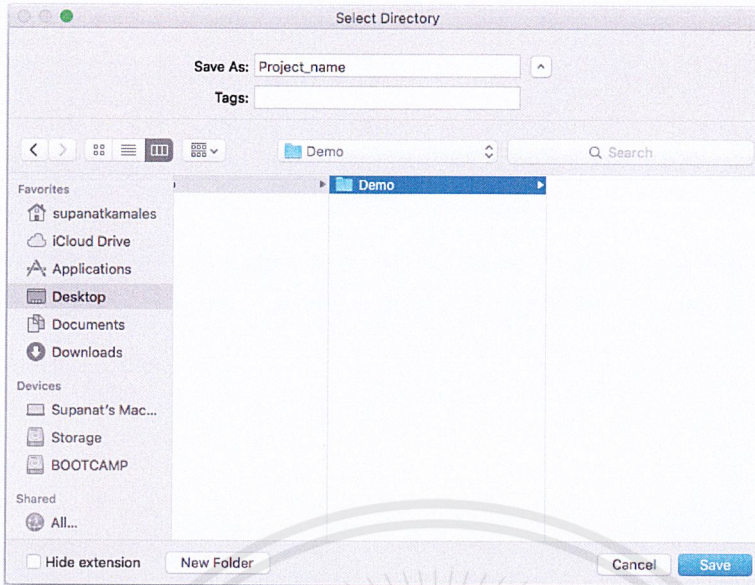 Select Directory
Save As: Project_name
Tags:
Demo
Search
Favorites
supanatkamales
iCloud Drive
Applications
Desktop
Documents
Downloads
Devices
Supanat's Mac...
Storage
BOOTCAMP
Shared
All...
Demo
Hide extension
New Folder
Cancel
Save